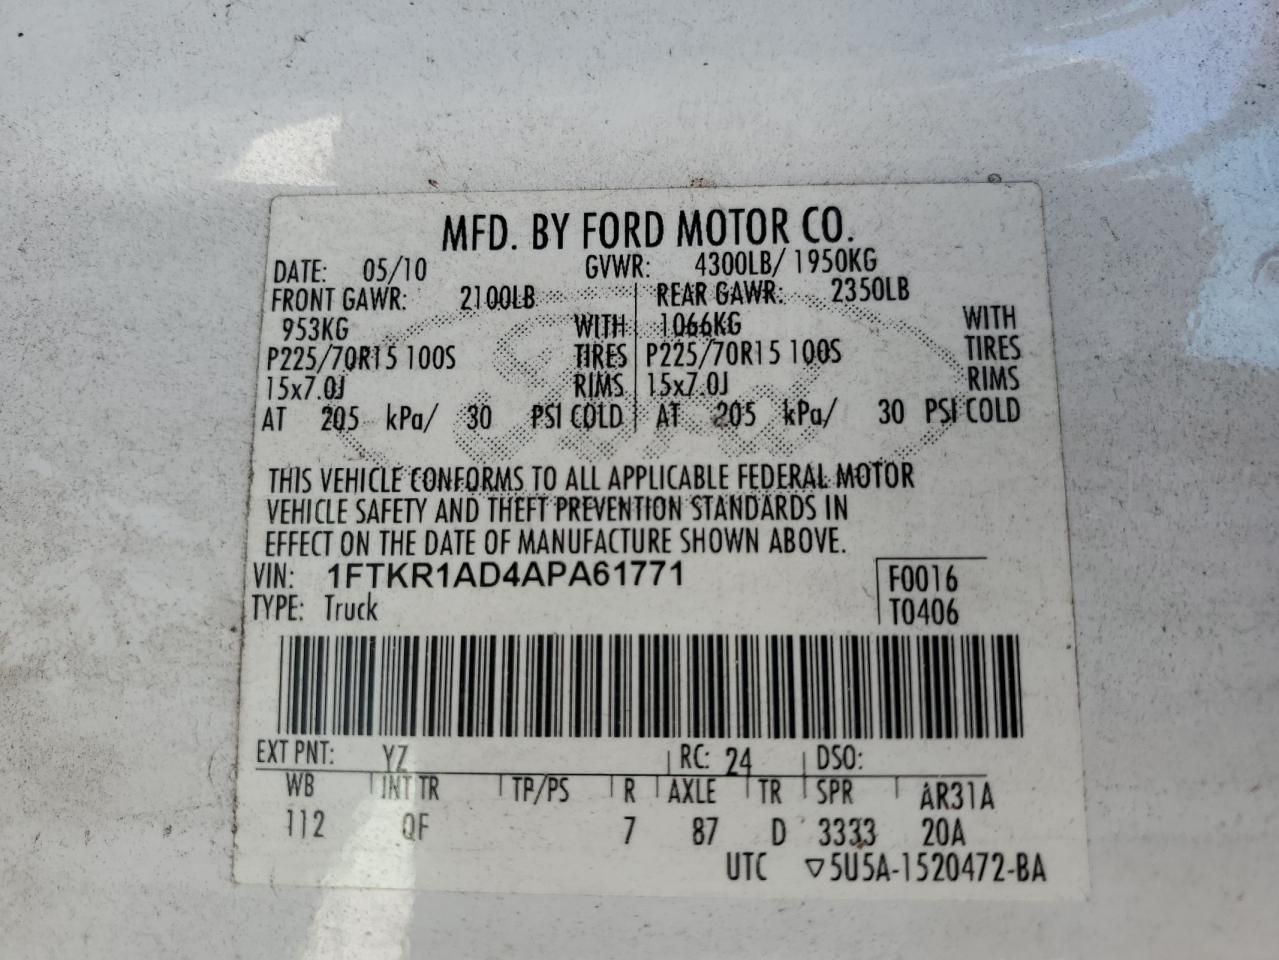 MFD. BY FORD MOTOR CO.
DATE: 05/10 GVWR: 4300LB/ 1950KG
FRONT GAWR: 2100LB REAR GAWR: 2350LB
953KG WITH 1066KG WITH
P225/70R15 100S TIRES P225/70R15 100S TIRES
15x7.0J RIMS 15x7.0J RIMS
AT 205 kPa/ 30 PSI COLD AT 205 kPa/ 30 PSI COLD
THIS VEHICLE CONFORMS TO ALL APPLICABLE FEDERAL MOTOR
VEHICLE SAFETY AND THEFT PREVENTION STANDARDS IN
EFFECT ON THE DATE OF MANUFACTURE SHOWN ABOVE.
VIN: 1FTKR1AD4APA61771 F0016
TYPE: Truck T0406
EXT PNT: YZ RC: 24 DSO:
WB INT TR TP/PS R AXLE TR SPR AR31A
112 QF 7 87 D 3333 20A
UTC ▽5U5A-1520472-BA